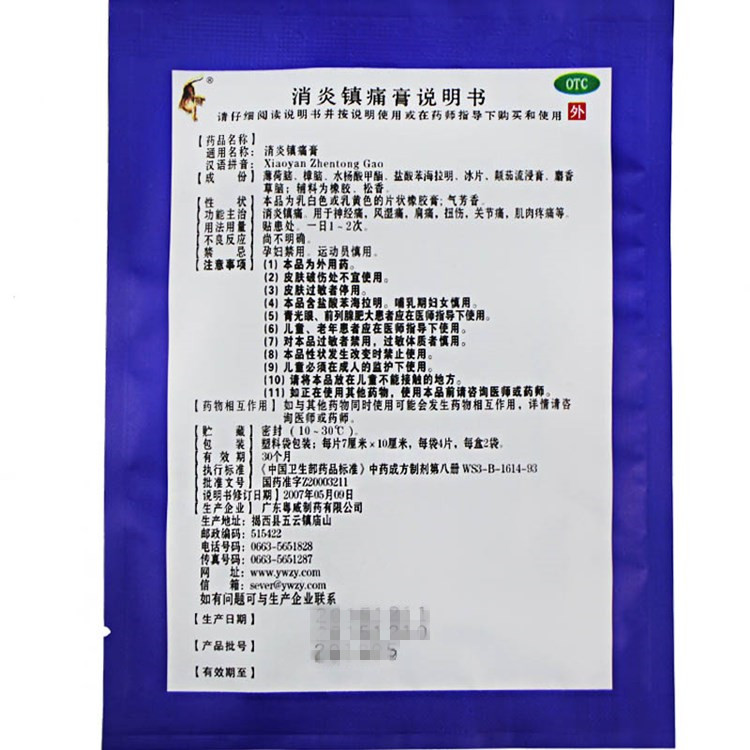 ®
OTC
消炎镇痛膏说明书
请仔细阅读说明书并按说明使用或在药师指导下购买和使用
外
【药品名称】
通用名称：消炎镇痛膏
汉语拼音：Xiaoyan Zhentong Gao
【成 份】薄荷脑、樟脑、水杨酸甲酯、盐酸苯海拉明、冰片、颠茄流浸膏、麝香
草脑；辅料为橡胶、松香。
【性 状】本品为乳白色或乳黄色的片状橡胶膏；气芳香。
【功能主治】消炎镇痛。用于神经痛，风湿痛，肩痛，扭伤，关节痛，肌肉疼痛等。
【用法用量】贴患处。一日1～2次。
【不良反应】尚不明确。
【禁 忌】孕妇禁用。运动员慎用。
【注意事项】(1) 本品为外用药。
(2) 皮肤破伤处不宜使用。
(3) 皮肤过敏者停用。
(4) 本品含盐酸苯海拉明。哺乳期妇女慎用。
(5) 青光眼、前列腺肥大患者应在医师指导下使用。
(6) 儿童、老年患者应在医师指导下使用。
(7) 对本品过敏者禁用，过敏体质者慎用。
(8) 本品性状发生改变时禁止使用。
(9) 儿童必须在成人的监护下使用。
(10) 请将本品放在儿童不能接触的地方。
(11) 如正在使用其他药物，使用本品前请咨询医师或药师。
【药物相互作用】如与其他药物同时使用可能会发生药物相互作用，详情请咨
询医师或药师。
【贮 藏】密封（10～30℃）。
【包 装】塑料袋包装；每片7厘米×10厘米，每袋4片，每盒2袋。
【有 效 期】30个月
【执行标准】《中国卫生部药品标准》中药成方制剂第八册 WS3-B-1614-93
【批准文号】国药准字Z20003211
【说明书修订日期】2007年05月09日
【生产企业】广东粤威制药有限公司
生产地址：揭西县五云镇庙山
邮政编码：515422
电话号码：0663-5651828
传真号码：0663-5651287
网 址：www.ywzy.com
信 箱：sever@ywzy.com
如有问题可与生产企业联系
【生产日期】
【产品批号】
【有效期至】